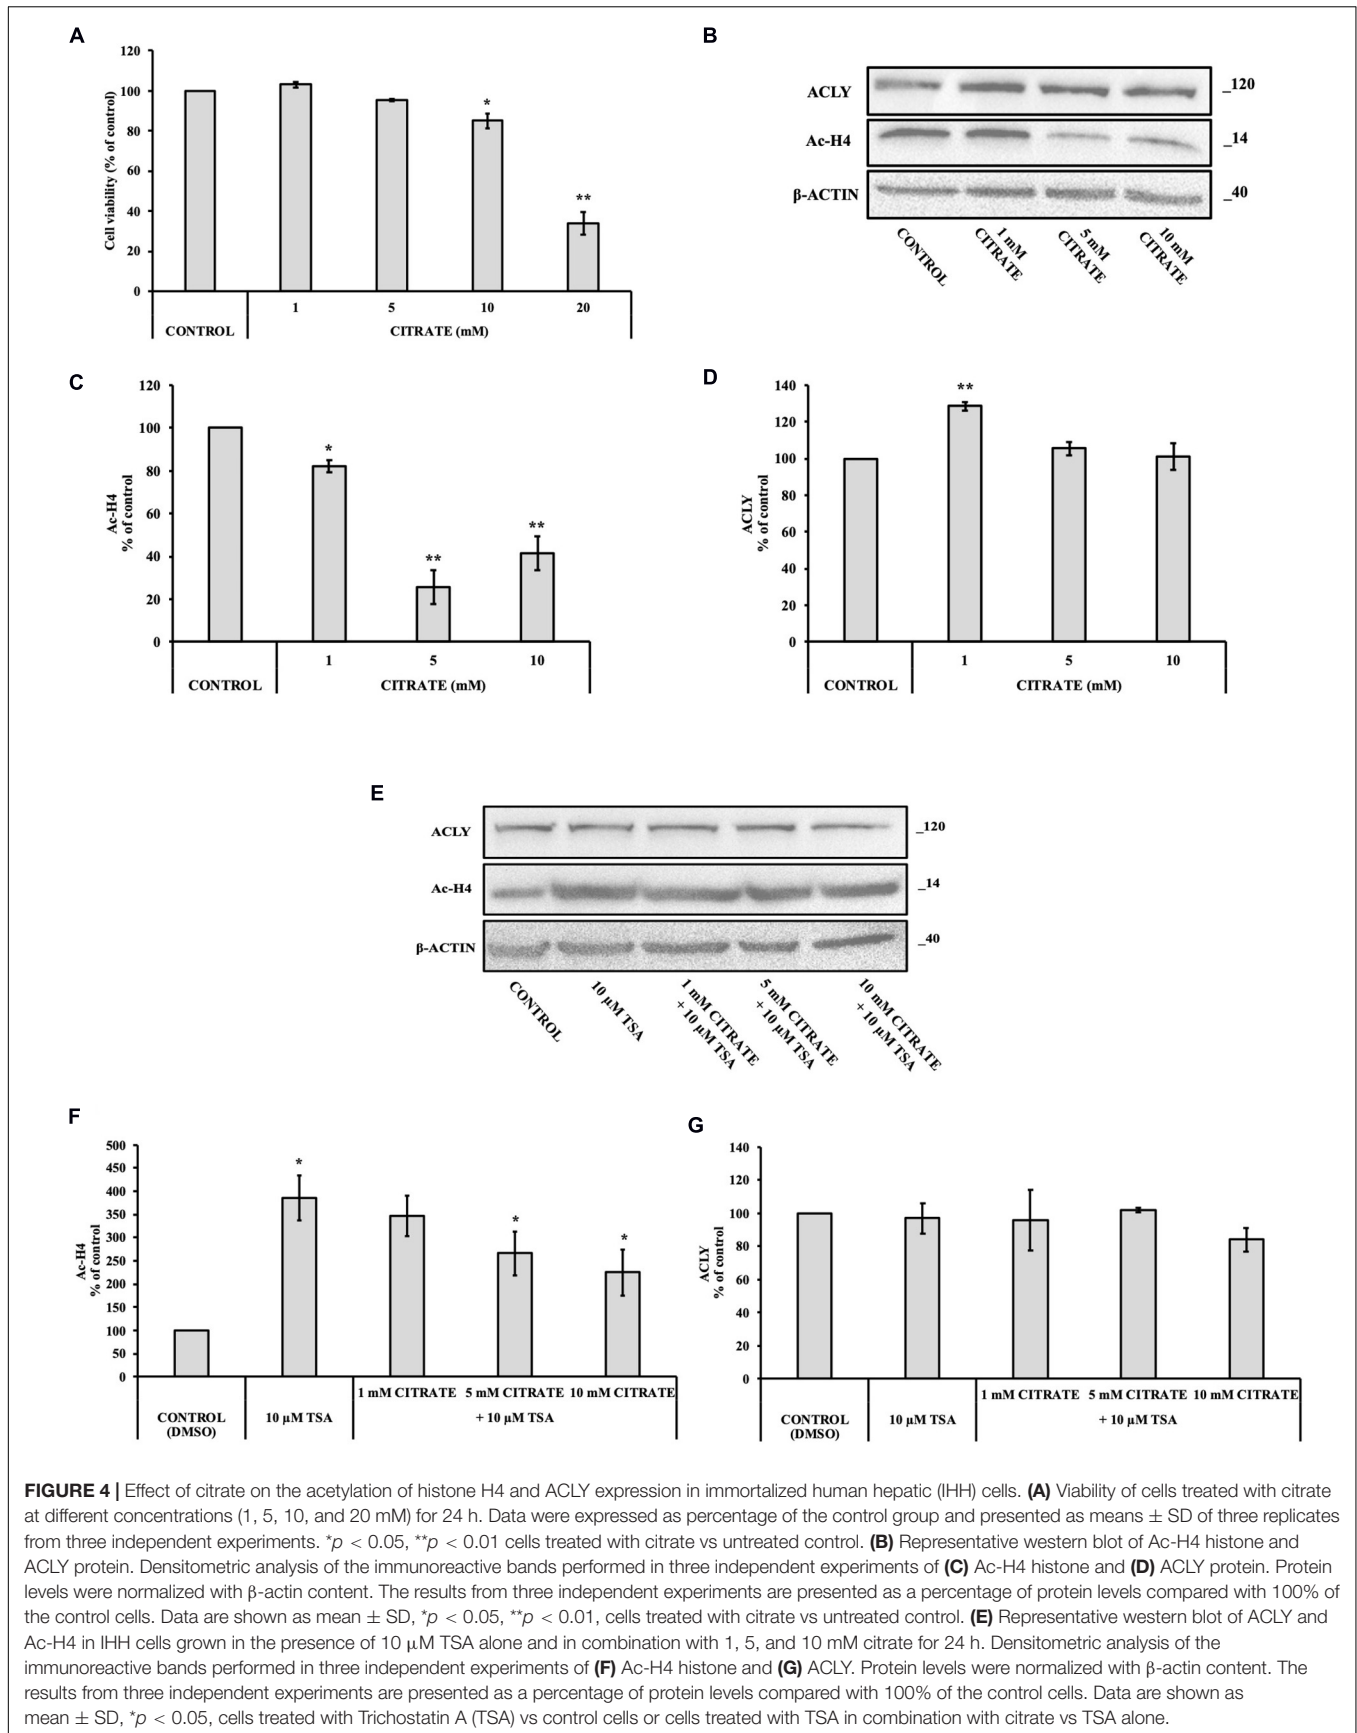 A
120
100
80
60
40
20
0
Cell viability (% of control)
*
**
1 5 10 20
CONTROL CITRATE (mM)
B
ACLY _120
Ac-H4 _14
β-ACTIN _40
CONTROL
1 mM
CITRATE
5 mM
CITRATE
10 mM
CITRATE
C
120
100
80
60
40
20
0
Ac-H4
% of control
*
**
**
1 5 10
CONTROL CITRATE (mM)
D
140
120
100
80
60
40
20
0
ACLY
% of control
**
1 5 10
CONTROL CITRATE (mM)
E
ACLY _120
Ac-H4 _14
β-ACTIN _40
CONTROL
10 µM TSA
1 mM CITRATE
+ 10 µM TSA
5 mM CITRATE
+ 10 µM TSA
10 mM CITRATE
+ 10 µM TSA
F
500
450
400
350
300
250
200
150
100
50
0
Ac-H4
% of control
*
*
*
1 mM CITRATE 5 mM CITRATE 10 mM CITRATE
CONTROL
(DMSO)
10 µM TSA
+ 10 µM TSA
G
140
120
100
80
60
40
20
0
ACLY
% of control
1 mM CITRATE 5 mM CITRATE 10 mM CITRATE
CONTROL
(DMSO)
10 µM TSA
+ 10 µM TSA
FIGURE 4 | Effect of citrate on the acetylation of histone H4 and ACLY expression in immortalized human hepatic (IHH) cells. (A) Viability of cells treated with citrate
at different concentrations (1, 5, 10, and 20 mM) for 24 h. Data were expressed as percentage of the control group and presented as means ± SD of three replicates
from three independent experiments. *p < 0.05, **p < 0.01 cells treated with citrate vs untreated control. (B) Representative western blot of Ac-H4 histone and
ACLY protein. Densitometric analysis of the immunoreactive bands performed in three independent experiments of (C) Ac-H4 histone and (D) ACLY protein. Protein
levels were normalized with β-actin content. The results from three independent experiments are presented as a percentage of protein levels compared with 100% of
the control cells. Data are shown as mean ± SD, *p < 0.05, **p < 0.01, cells treated with citrate vs untreated control. (E) Representative western blot of ACLY and
Ac-H4 in IHH cells grown in the presence of 10 µM TSA alone and in combination with 1, 5, and 10 mM citrate for 24 h. Densitometric analysis of the
immunoreactive bands performed in three independent experiments of (F) Ac-H4 histone and (G) ACLY. Protein levels were normalized with β-actin content. The
results from three independent experiments are presented as a percentage of protein levels compared with 100% of the control cells. Data are shown as
mean ± SD, *p < 0.05, cells treated with Trichostatin A (TSA) vs control cells or cells treated with TSA in combination with citrate vs TSA alone.